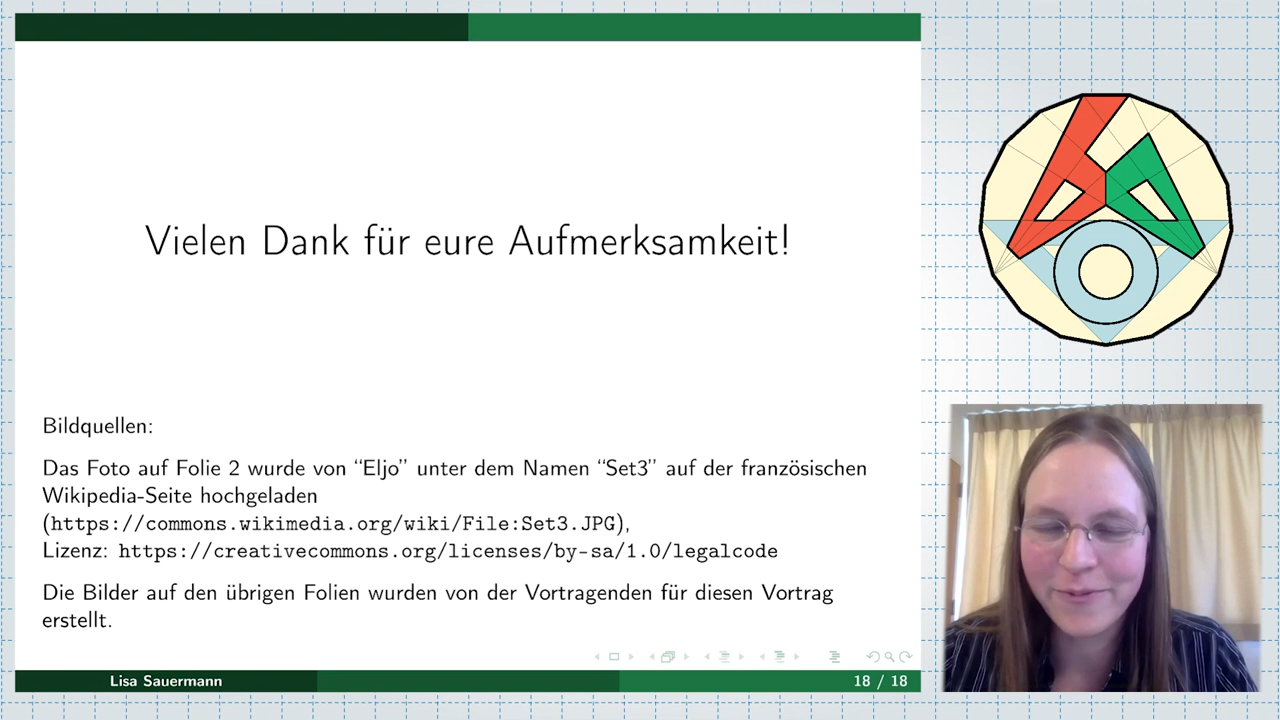 Vielen Dank für eure Aufmerksamkeit!
Bildquellen:
Das Foto auf Folie 2 wurde von “Eljo” unter dem Namen “Set3” auf der französischen
Wikipedia-Seite hochgeladen
(https://commons.wikimedia.org/wiki/File:Set3.JPG),
Lizenz: https://creativecommons.org/licenses/by-sa/1.0/legalcode
Die Bilder auf den übrigen Folien wurden von der Vortragenden für diesen Vortrag
erstellt.
Lisa Sauermann
18 / 18